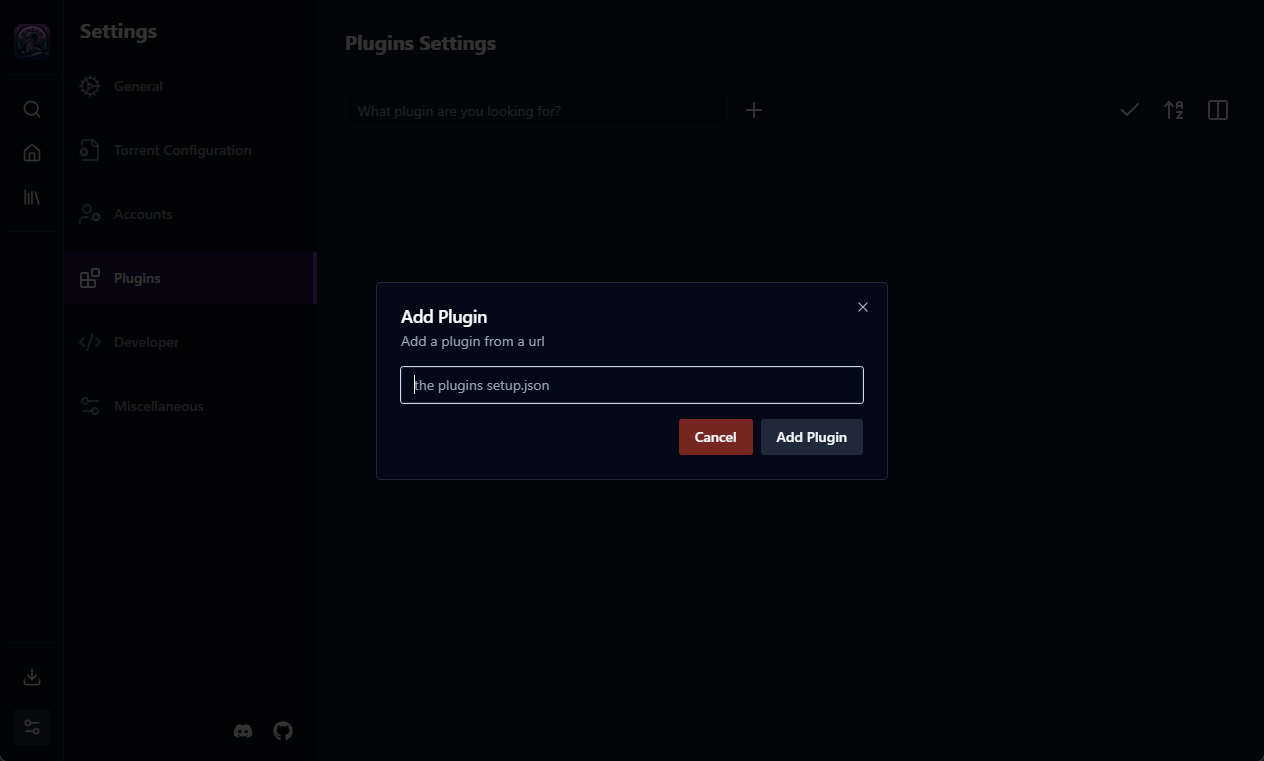 Settings
General
Torrent Configuration
Accounts
Plugins
Developer
Miscellaneous
Plugins Settings
What plugin are you looking for?
Add Plugin
Add a plugin from a url
the plugins setup.json
Cancel
Add Plugin